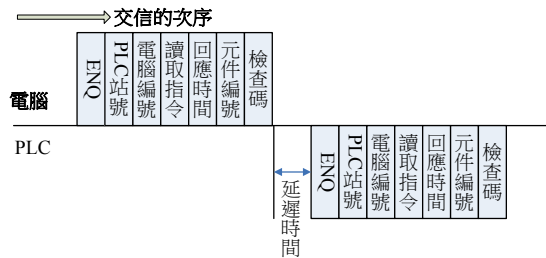 交信的次序
ENQ
PLC站號
電腦編號
讀取指令
回應時間
元件編號
檢查碼
電腦
PLC
延遲時間
ENQ
PLC站號
電腦編號
讀取指令
回應時間
元件編號
檢查碼